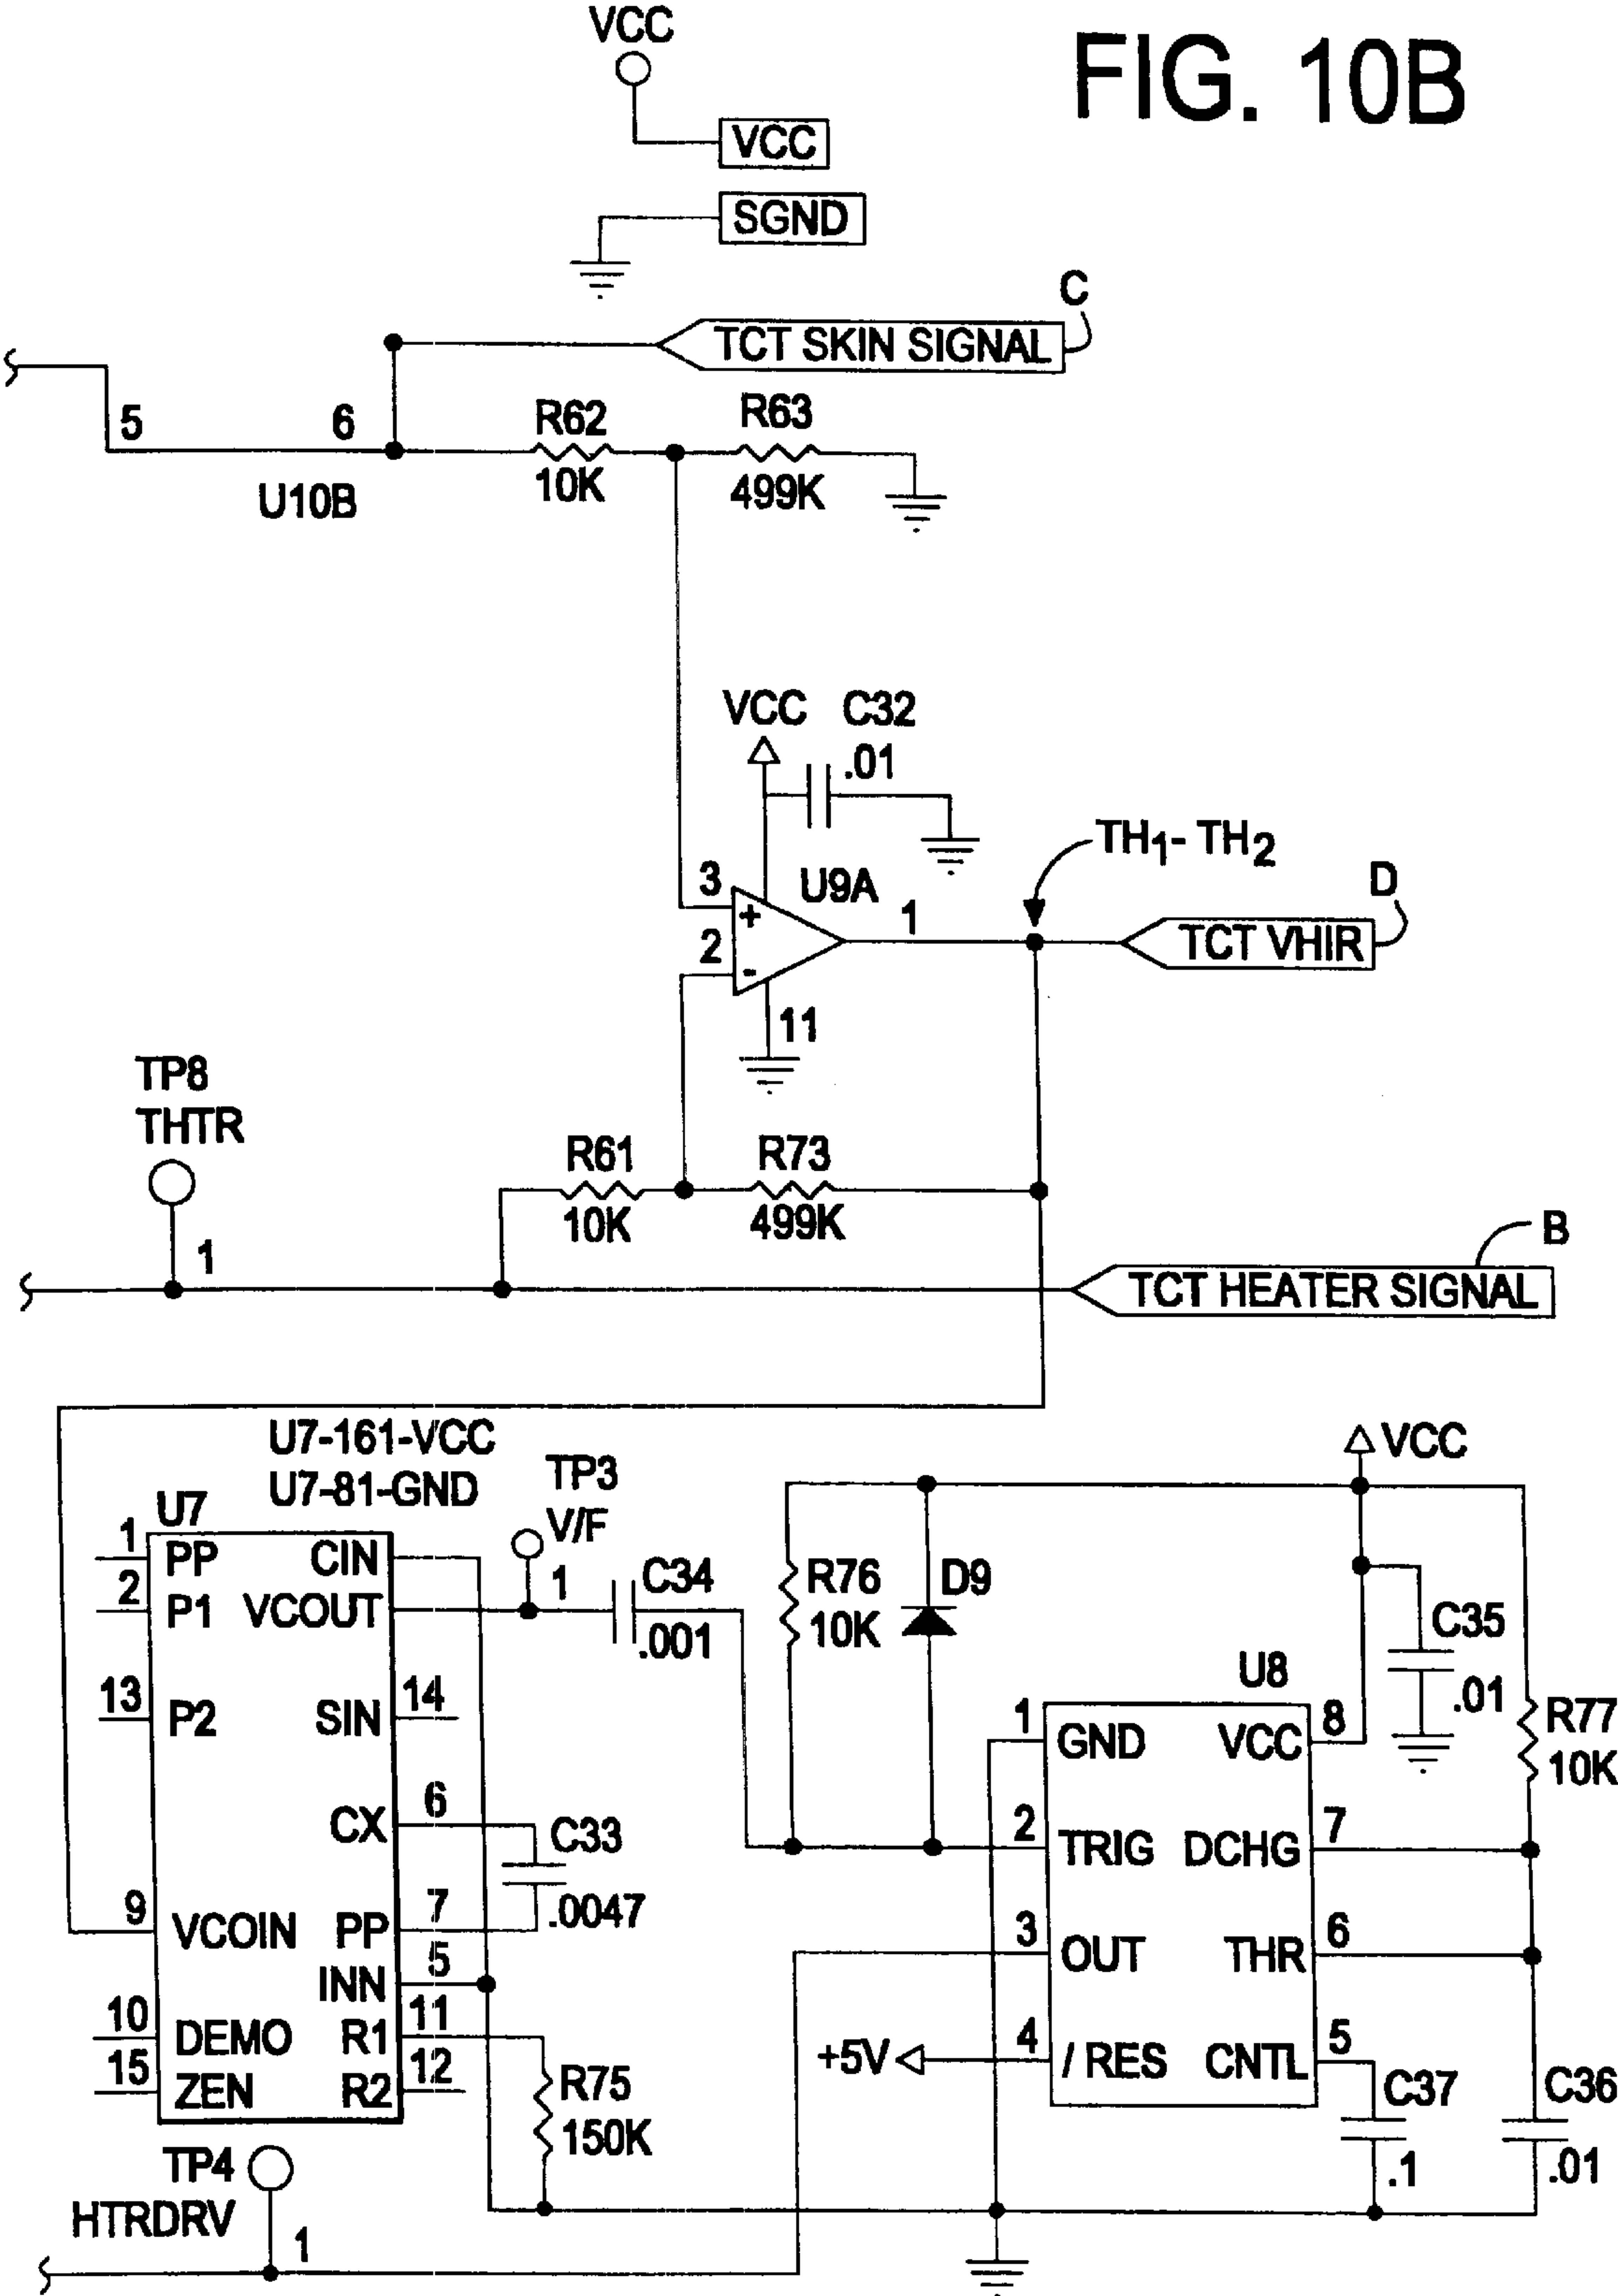 FIG. 10B
VCC
VCC
SGND
C
TCT SKIN SIGNAL
5
6
R62
10K
R63
499K
U10B
VCC
C32
.01
TH1- TH2
3
U9A
2
+
-
1
D
TCT VHIR
11
TP8
THTR
1
R61
10K
R73
499K
B
TCT HEATER SIGNAL
U7-161-VCC
U7-81-GND
U7
TP3
V/F
1
VCC
1
PP
CIN
2
P1
VCOUT
C34
.001
R76
10K
D9
C35
.01
13
P2
SIN
14
U8
R77
10K
1
GND
VCC
8
CX
6
C33
.0047
2
TRIG
DCHG
7
9
VCOIN
PP
7
3
OUT
THR
6
INN
5
10
DEMO
R1
11
+5V
4
/ RES
CNTL
5
15
ZEN
R2
12
R75
150K
C37
.1
C36
.01
TP4
HTRDRV
1